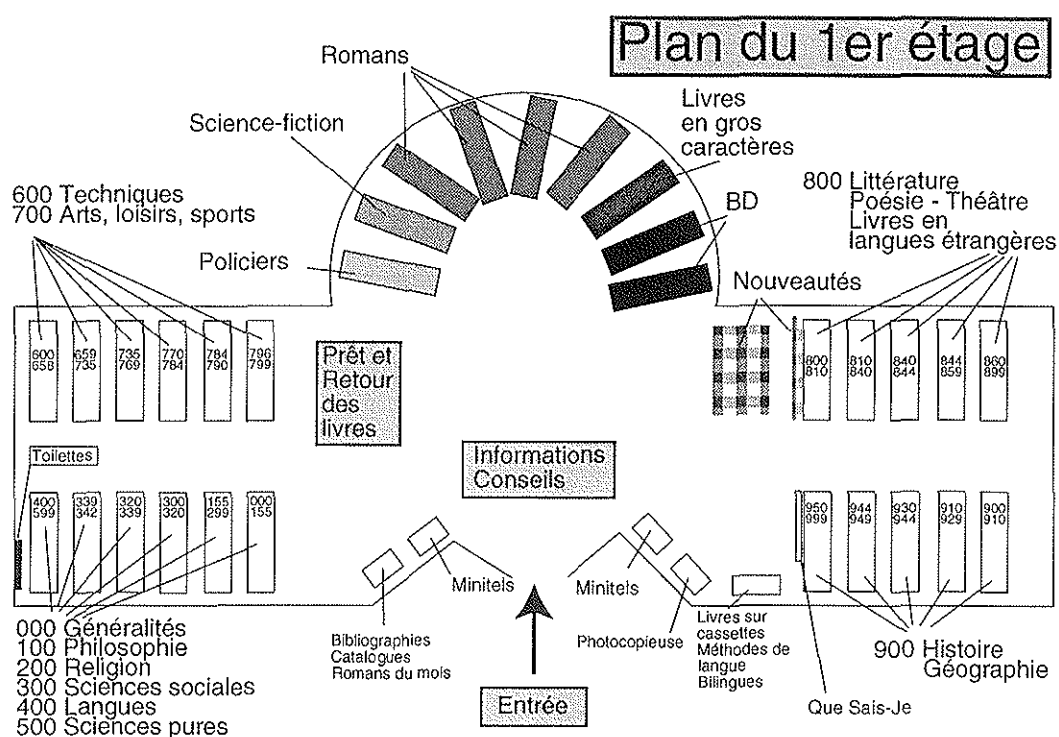 Plan du 1er étage
Romans
Science-fiction
Livres
en gros
caractères
600 Techniques
700 Arts, loisirs, sports
BD
800 Littérature
Poésie - Théâtre
Livres en
langues étrangères
Policiers
Nouveautés
600
658
659
735
735
769
770
784
784
790
796
799
Prêt et
Retour
des
livres
800
810
810
840
840
844
844
859
860
899
Toilettes
Informations
Conseils
400
599
339
342
320
339
300
320
155
299
000
155
950
999
944
949
930
944
910
929
900
910
Minitels
Minitels
000 Généralités
100 Philosophie
200 Religion
300 Sciences sociales
400 Langues
500 Sciences pures
Bibliographies
Catalogues
Romans du mois
Photocopieuse
Livres sur
cassettes
Méthodes de
langue
Bilingues
900 Histoire
Géographie
Entrée
Que Sais-Je